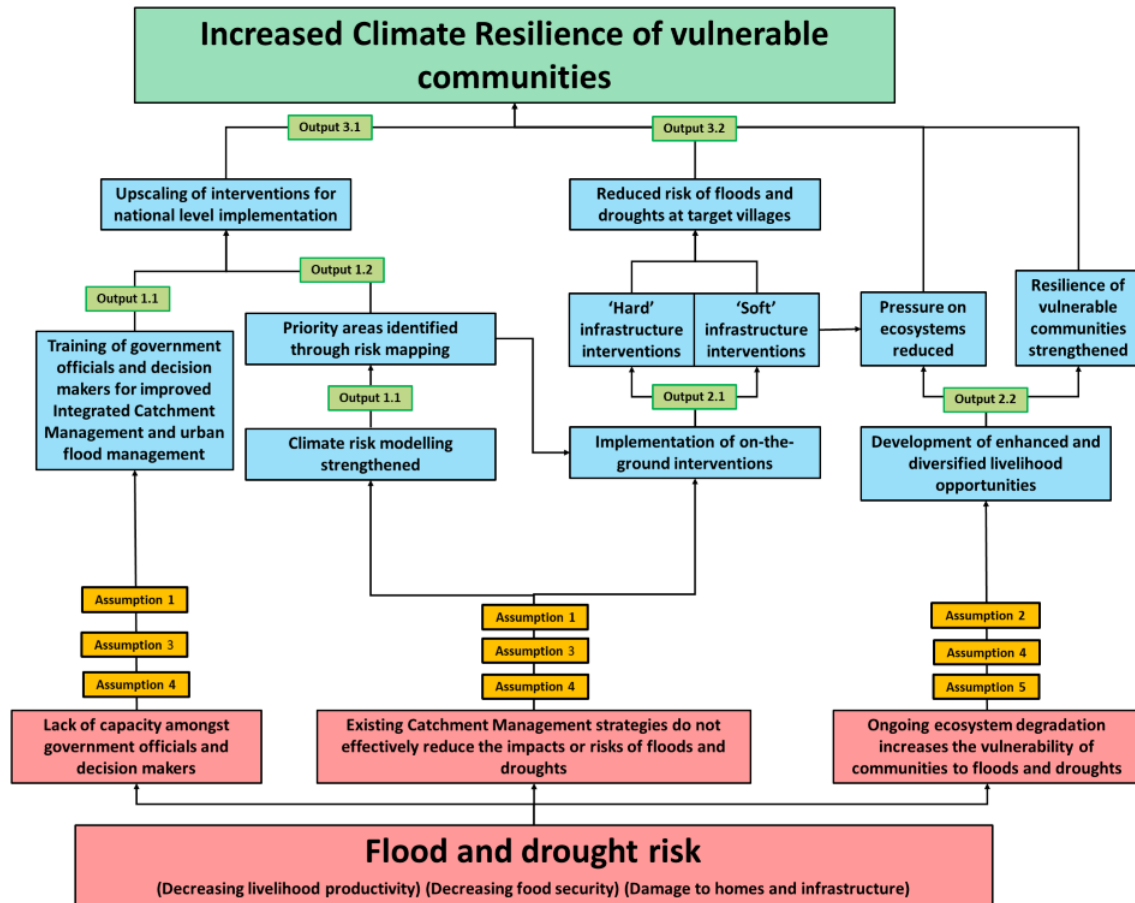 Increased Climate Resilience of vulnerable
communities
Output 3.1
Output 3.2
Upscaling of interventions for
national level implementation
Reduced risk of floods and
droughts at target villages
Output 1.2
Output 1.1
Training of government
officials and decision
makers for improved
Integrated Catchment
Management and urban
flood management
Priority areas identified
through risk mapping
Output 1.1
Climate risk modelling
strengthened
‘Hard’
infrastructure
interventions
‘Soft’
infrastructure
interventions
Output 2.1
Implementation of on-the-
ground interventions
Pressure on
ecosystems
reduced
Resilience of
vulnerable
communities
strengthened
Output 2.2
Development of enhanced and
diversified livelihood
opportunities
Assumption 1
Assumption 3
Assumption 4
Assumption 1
Assumption 3
Assumption 4
Assumption 2
Assumption 4
Assumption 5
Lack of capacity amongst
government officials and
decision makers
Existing Catchment Management strategies do not
effectively reduce the impacts or risks of floods and
droughts
Ongoing ecosystem degradation
increases the vulnerability of
communities to floods and droughts
Flood and drought risk
(Decreasing livelihood productivity) (Decreasing food security) (Damage to homes and infrastructure)